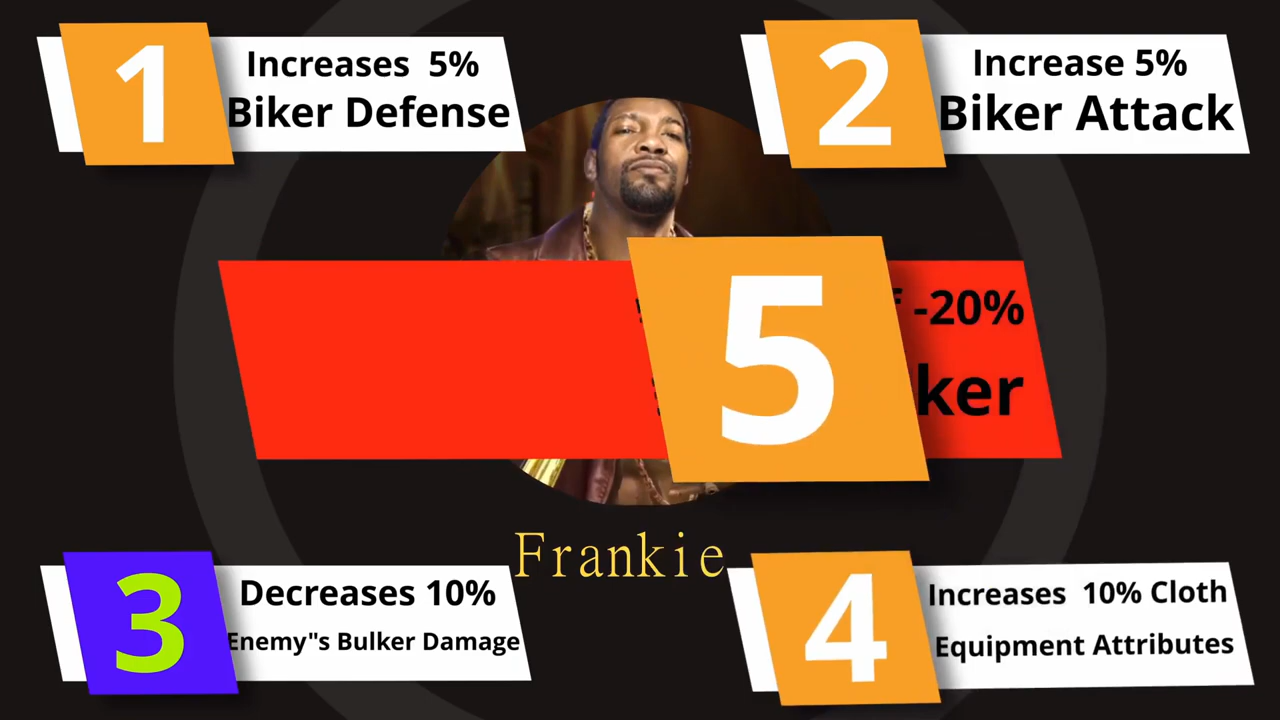 1
Increases 5%
Biker Defense
2
Increase 5%
Biker Attack
5
-20%
ker
Frankie
3
Decreases 10%
Enemy"s Bulker Damage
4
Increases 10% Cloth
Equipment Attributes